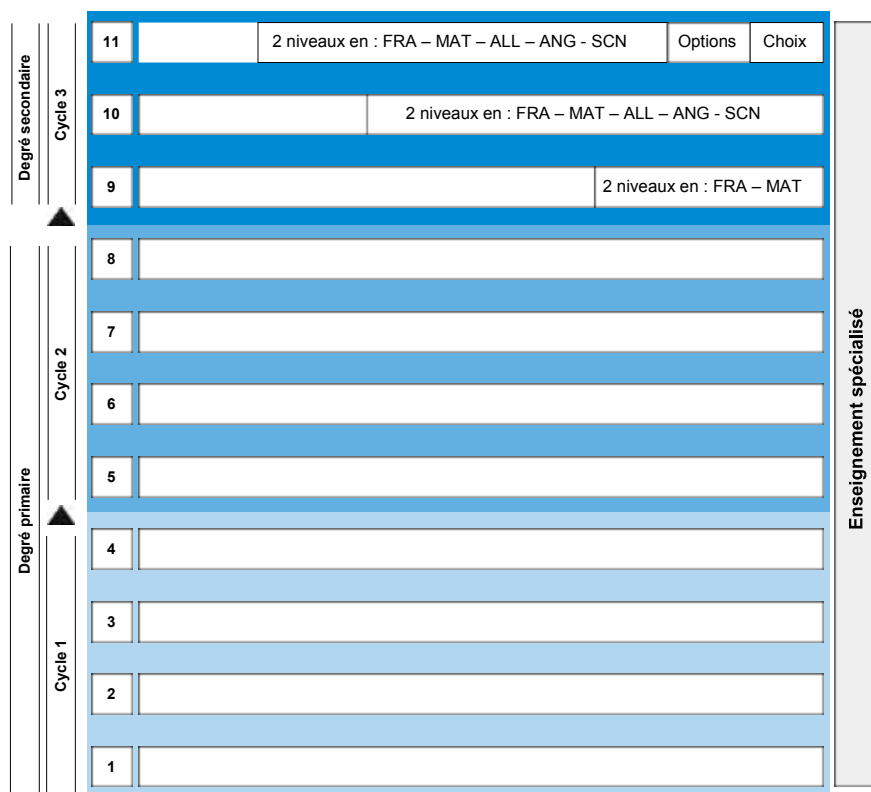 11
2 niveaux en : FRA – MAT – ALL – ANG - SCN
Options
Choix
10
2 niveaux en : FRA – MAT – ALL – ANG - SCN
9
2 niveaux en : FRA – MAT
8
7
6
5
4
3
2
1
Degré secondaire
Cycle 3
Degré primaire
Cycle 2
Cycle 1
Enseignement spécialisé